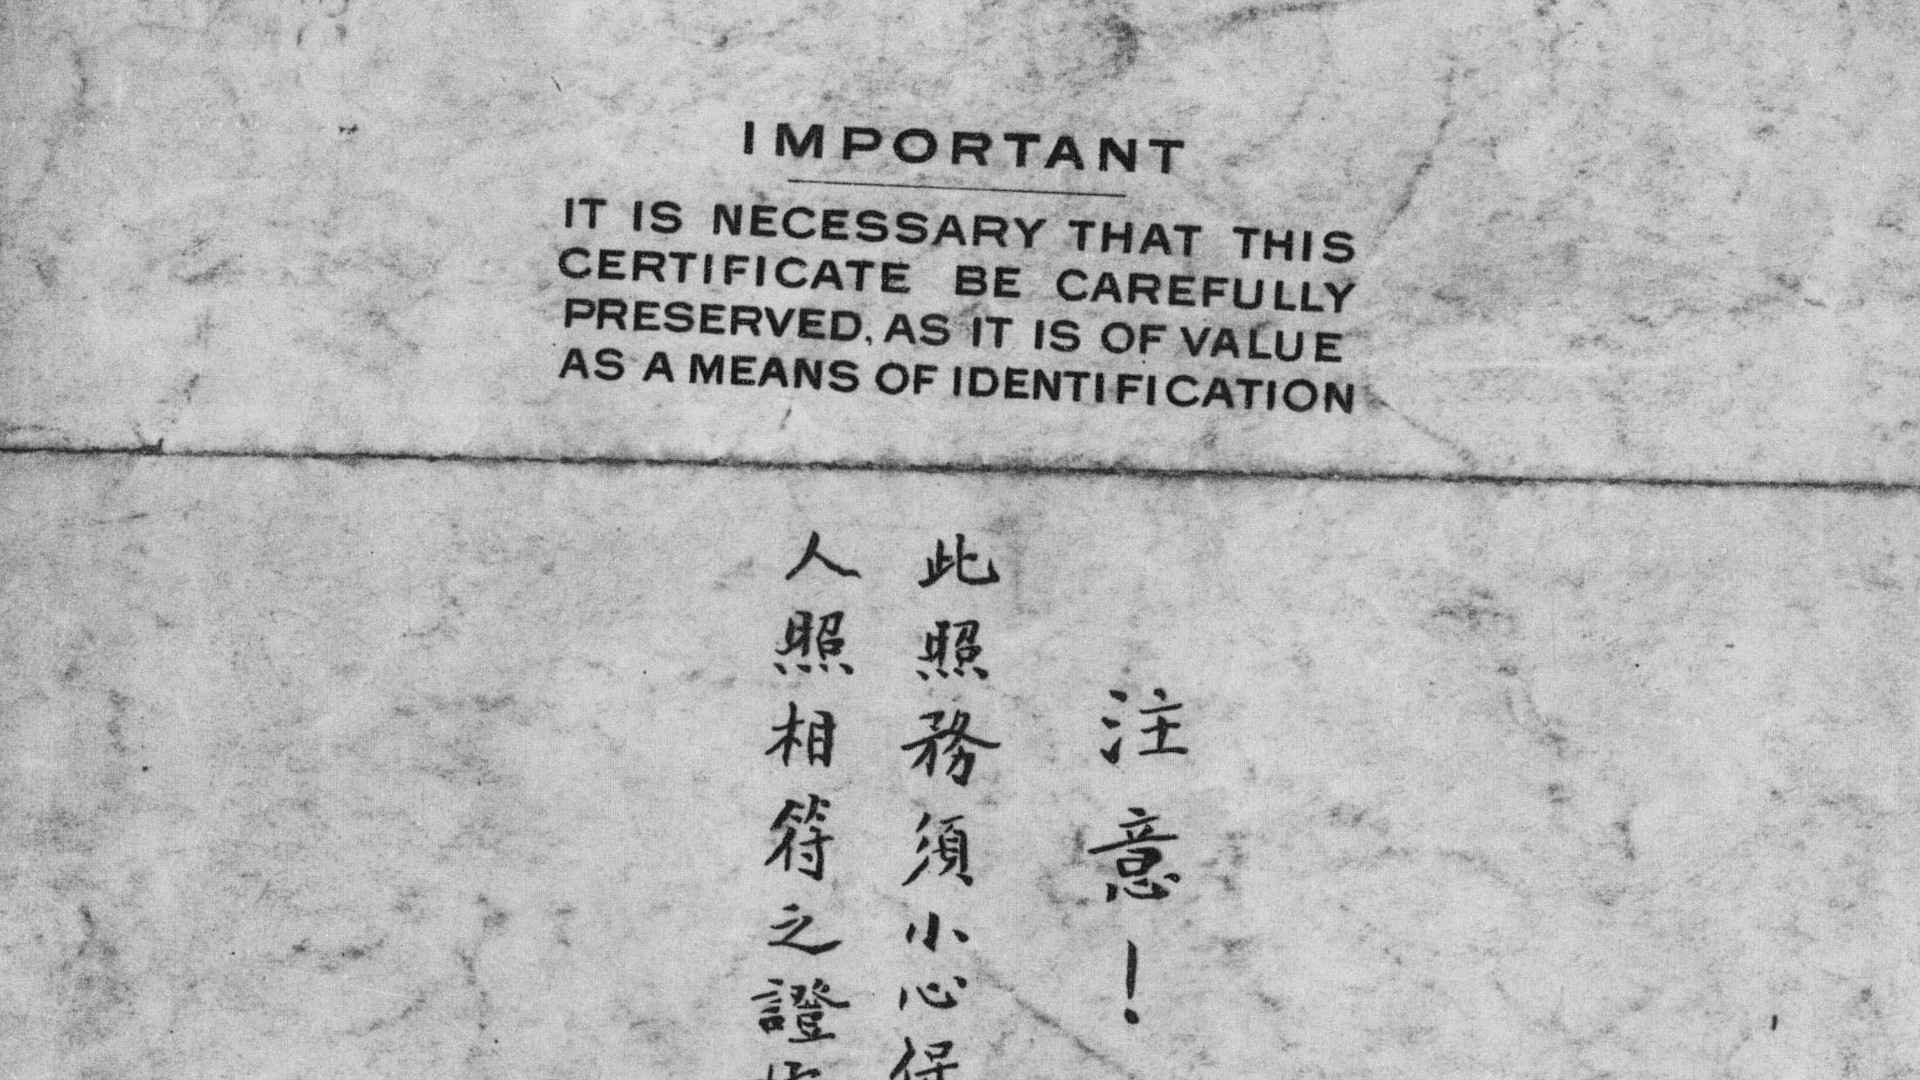 IMPORTANT
IT IS NECESSARY THAT THIS
CERTIFICATE BE CAREFULLY
PRESERVED, AS IT IS OF VALUE
AS A MEANS OF IDENTIFICATION
注意！
此照務須小心保
人照相符之證